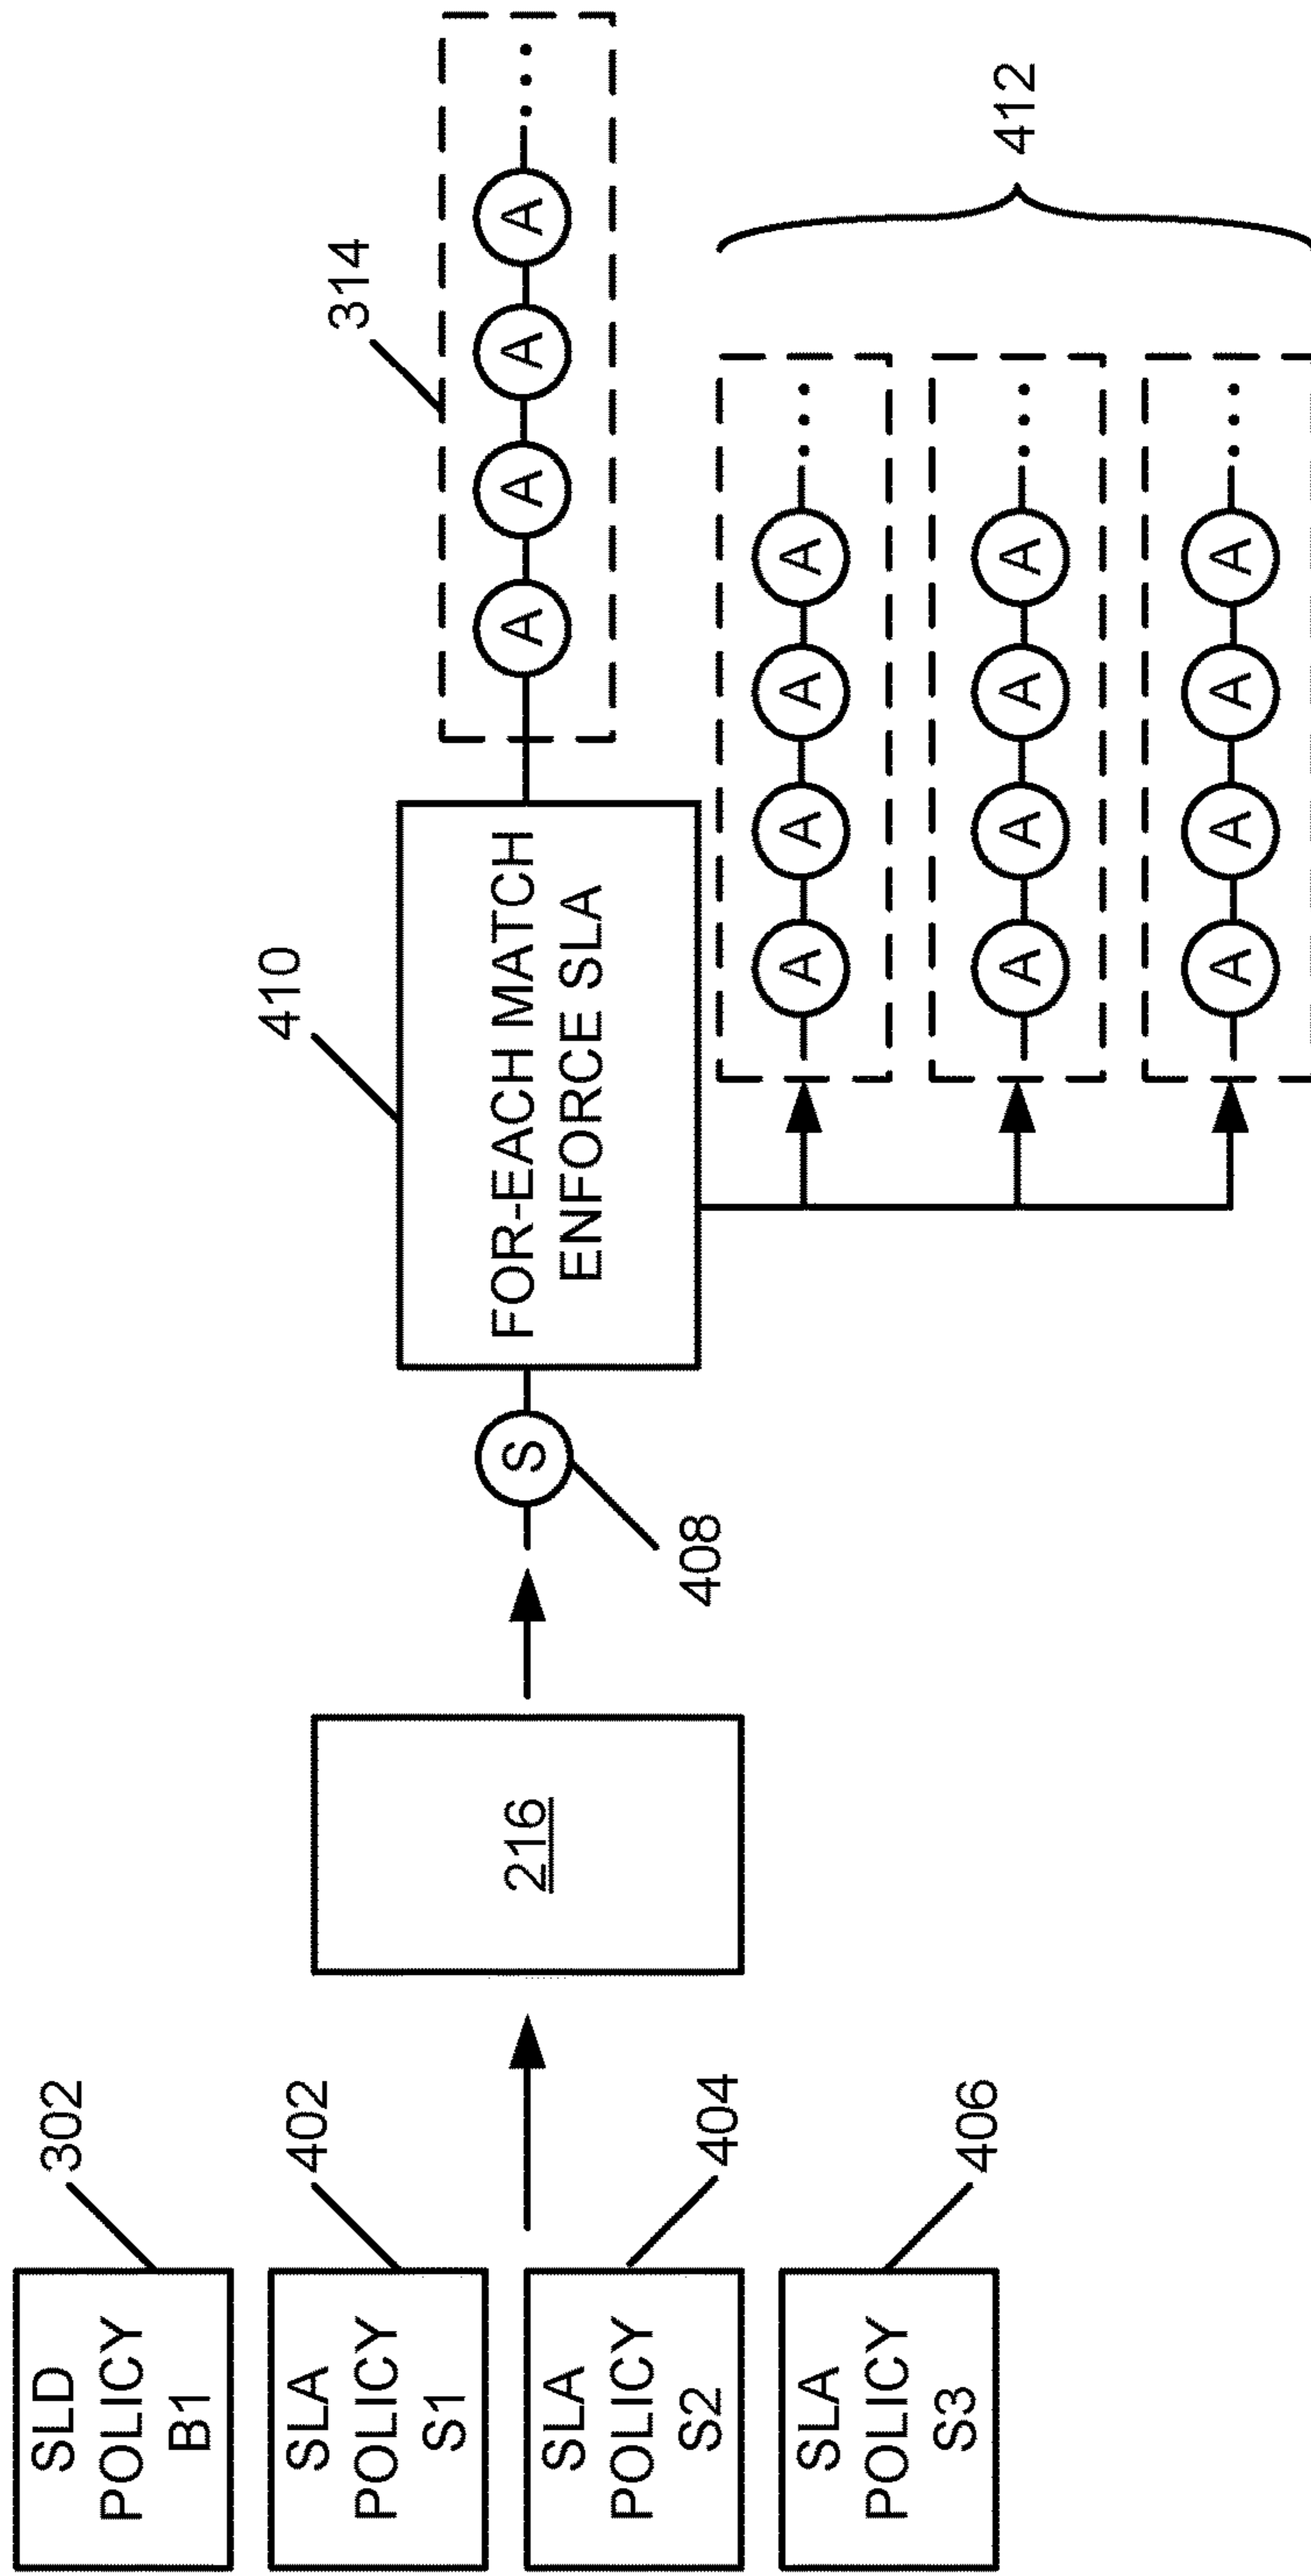 SLD
POLICY
B1
302
SLA
POLICY
S1
402
SLA
POLICY
S2
404
SLA
POLICY
S3
406
216
S
408
410
FOR-EACH MATCH
ENFORCE SLA
314
A A A A ...
A A A A ...
A A A A ...
A A A A ...
412